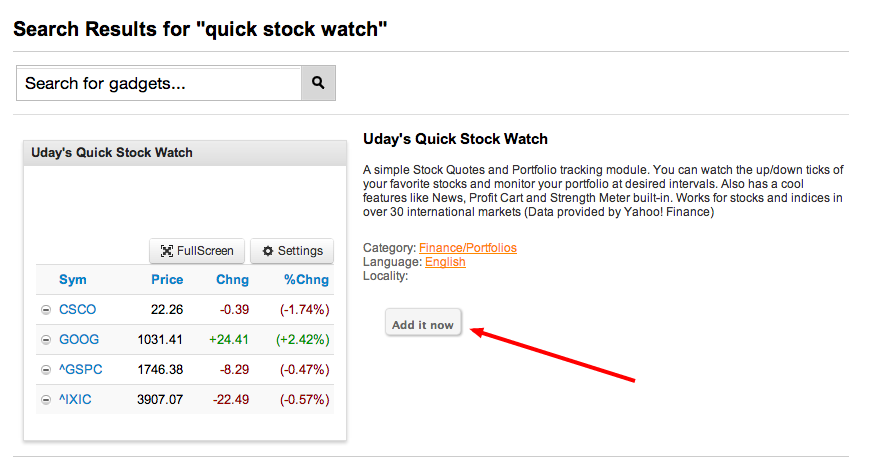 Search Results for "quick stock watch"
Search for gadgets...
Uday's Quick Stock Watch
FullScreen Settings
Sym Price Chng %Chng
CSCO 22.26 -0.39 (-1.74%)
GOOG 1031.41 +24.41 (+2.42%)
^GSPC 1746.38 -8.29 (-0.47%)
^IXIC 3907.07 -22.49 (-0.57%)
Uday's Quick Stock Watch
A simple Stock Quotes and Portfolio tracking module. You can watch the up/down ticks of
your favorite stocks and monitor your portfolio at desired intervals. Also has a cool
features like News, Profit Cart and Strength Meter built-in. Works for stocks and indices in
over 30 international markets (Data provided by Yahoo! Finance)
Category: Finance/Portfolios
Language: English
Locality:
Add it now